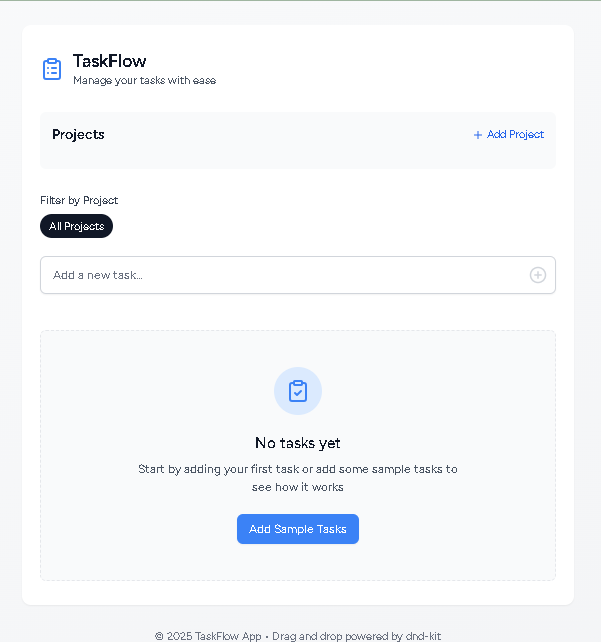 TaskFlow
Manage your tasks with ease
Projects
+ Add Project
Filter by Project
All Projects
Add a new task...
No tasks yet
Start by adding your first task or add some sample tasks to
see how it works
Add Sample Tasks
© 2025 TaskFlow App • Drag and drop powered by dnd-kit